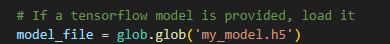 # If a tensorflow model is provided, load it
model_file = glob.glob('my_model.h5')